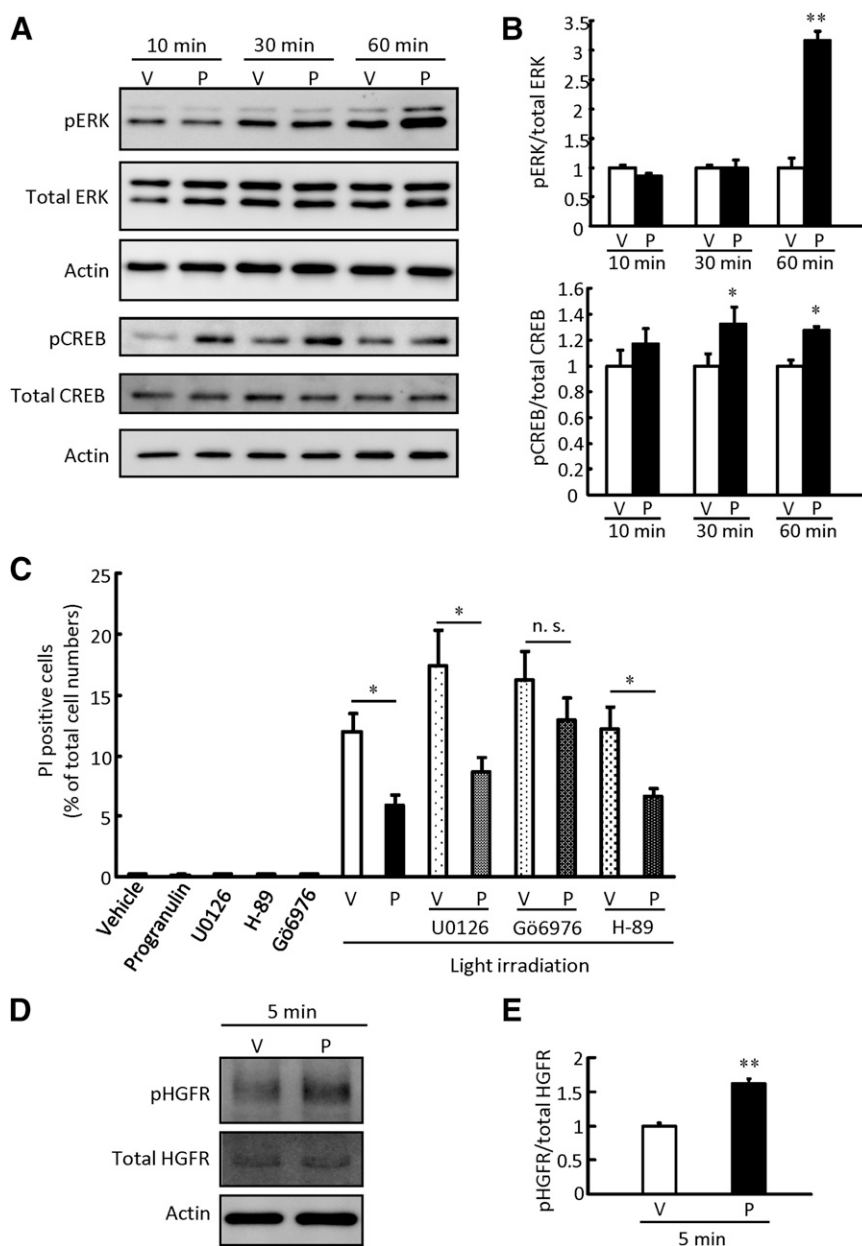 A
10 min 30 min 60 min
V P V P V P
pERK
Total ERK
Actin
pCREB
Total CREB
Actin
B
pERK/total ERK
3.5
3
2.5
2
1.5
1
0.5
0
**
V P V P V P
10 min 30 min 60 min
pCREB/total CREB
1.6
1.4
1.2
1
0.8
0.6
0.4
0.2
0
* *
V P V P V P
10 min 30 min 60 min
C
PI positive cells
(% of total cell numbers)
25
20
15
10
5
0
* * n. s. *
Vehicle
Progranulin
U0126
H-89
Gö6976
V P V P V P V P
U0126 Gö6976 H-89
Light irradiation
D
5 min
V P
pHGFR
Total HGFR
Actin
E
pHGFR/total HGFR
2
1.5
1
0.5
0
**
V P
5 min